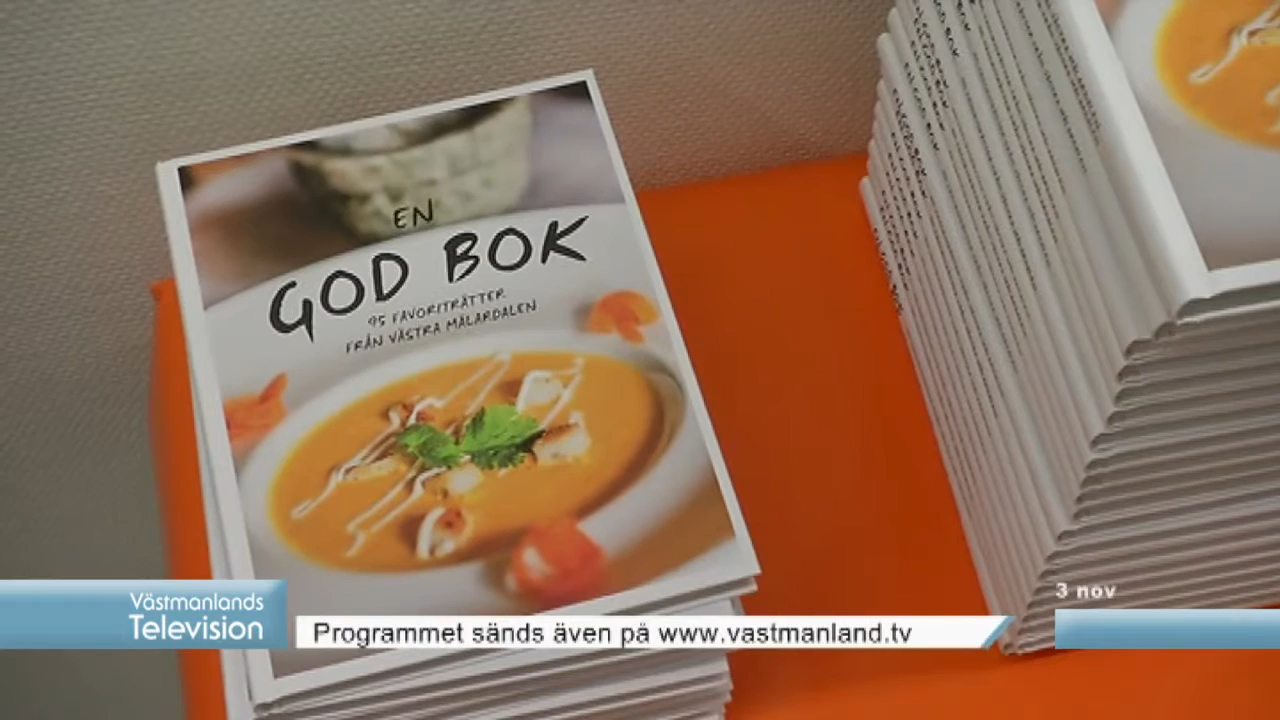 EN
GOD BOK
95 FAVORITRÄTTER
FRÅN VÄSTRA MÄLARDALEN
3 nov
Västmanlands
Television
Programmet sänds även på www.vastmanland.tv